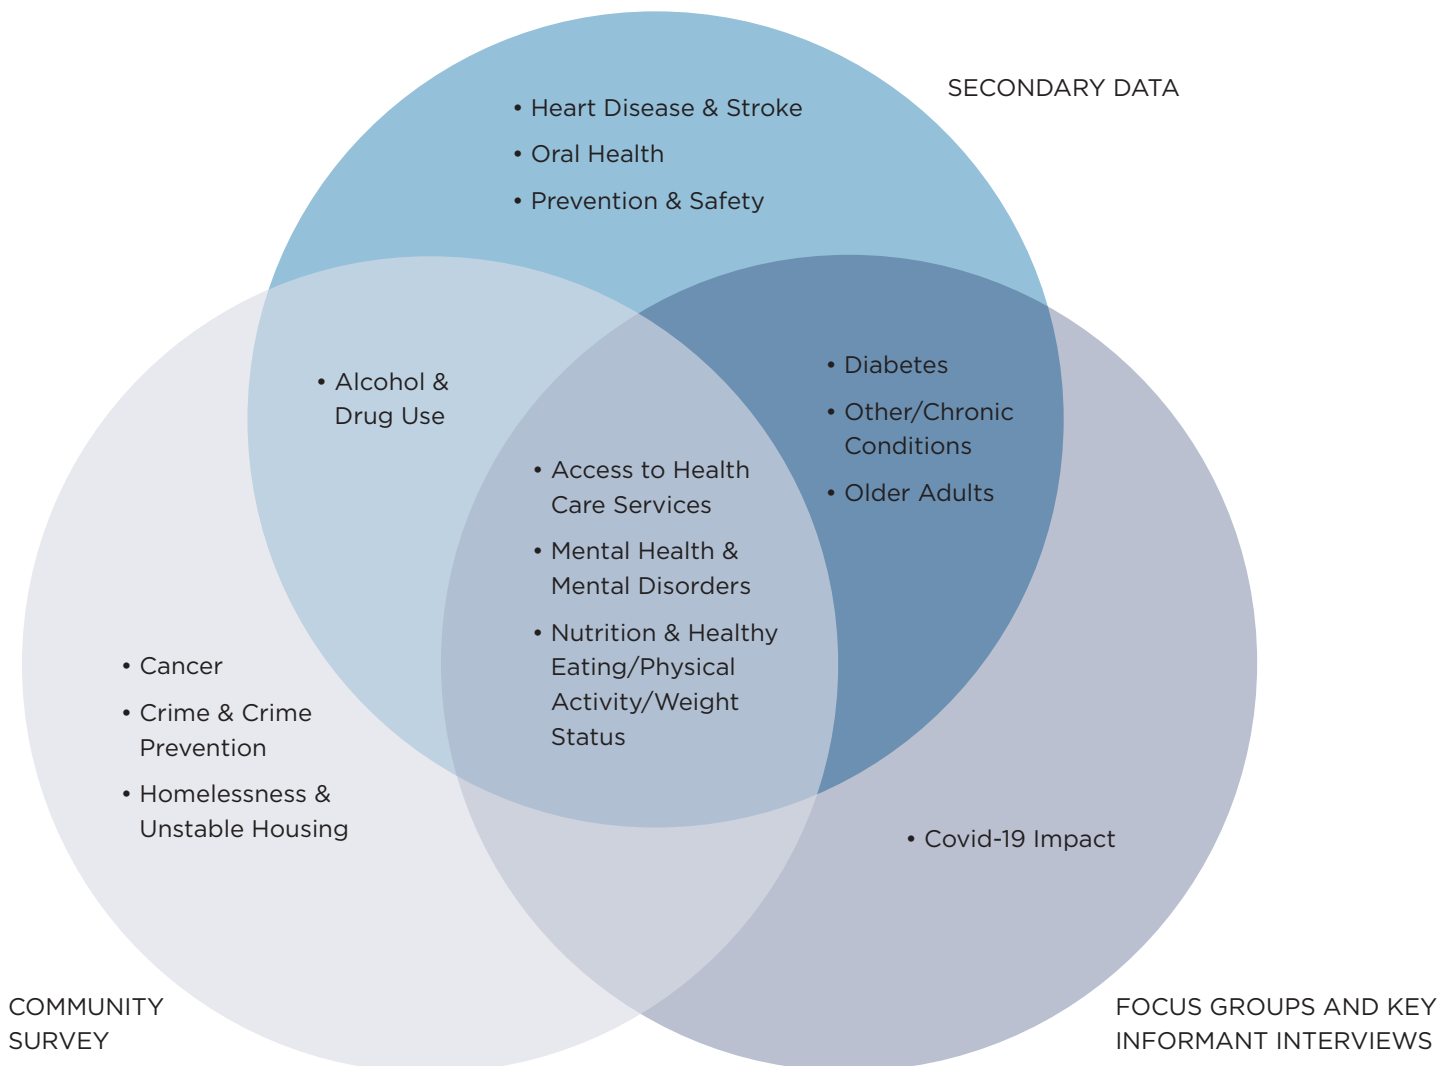 SECONDARY DATA
• Heart Disease & Stroke
• Oral Health
• Prevention & Safety
• Alcohol &
Drug Use
• Diabetes
• Other/Chronic
Conditions
• Older Adults
• Access to Health
Care Services
• Mental Health &
Mental Disorders
• Nutrition & Healthy
Eating/Physical
Activity/Weight
Status
• Cancer
• Crime & Crime
Prevention
• Homelessness &
Unstable Housing
• Covid-19 Impact
COMMUNITY
SURVEY
FOCUS GROUPS AND KEY
INFORMANT INTERVIEWS